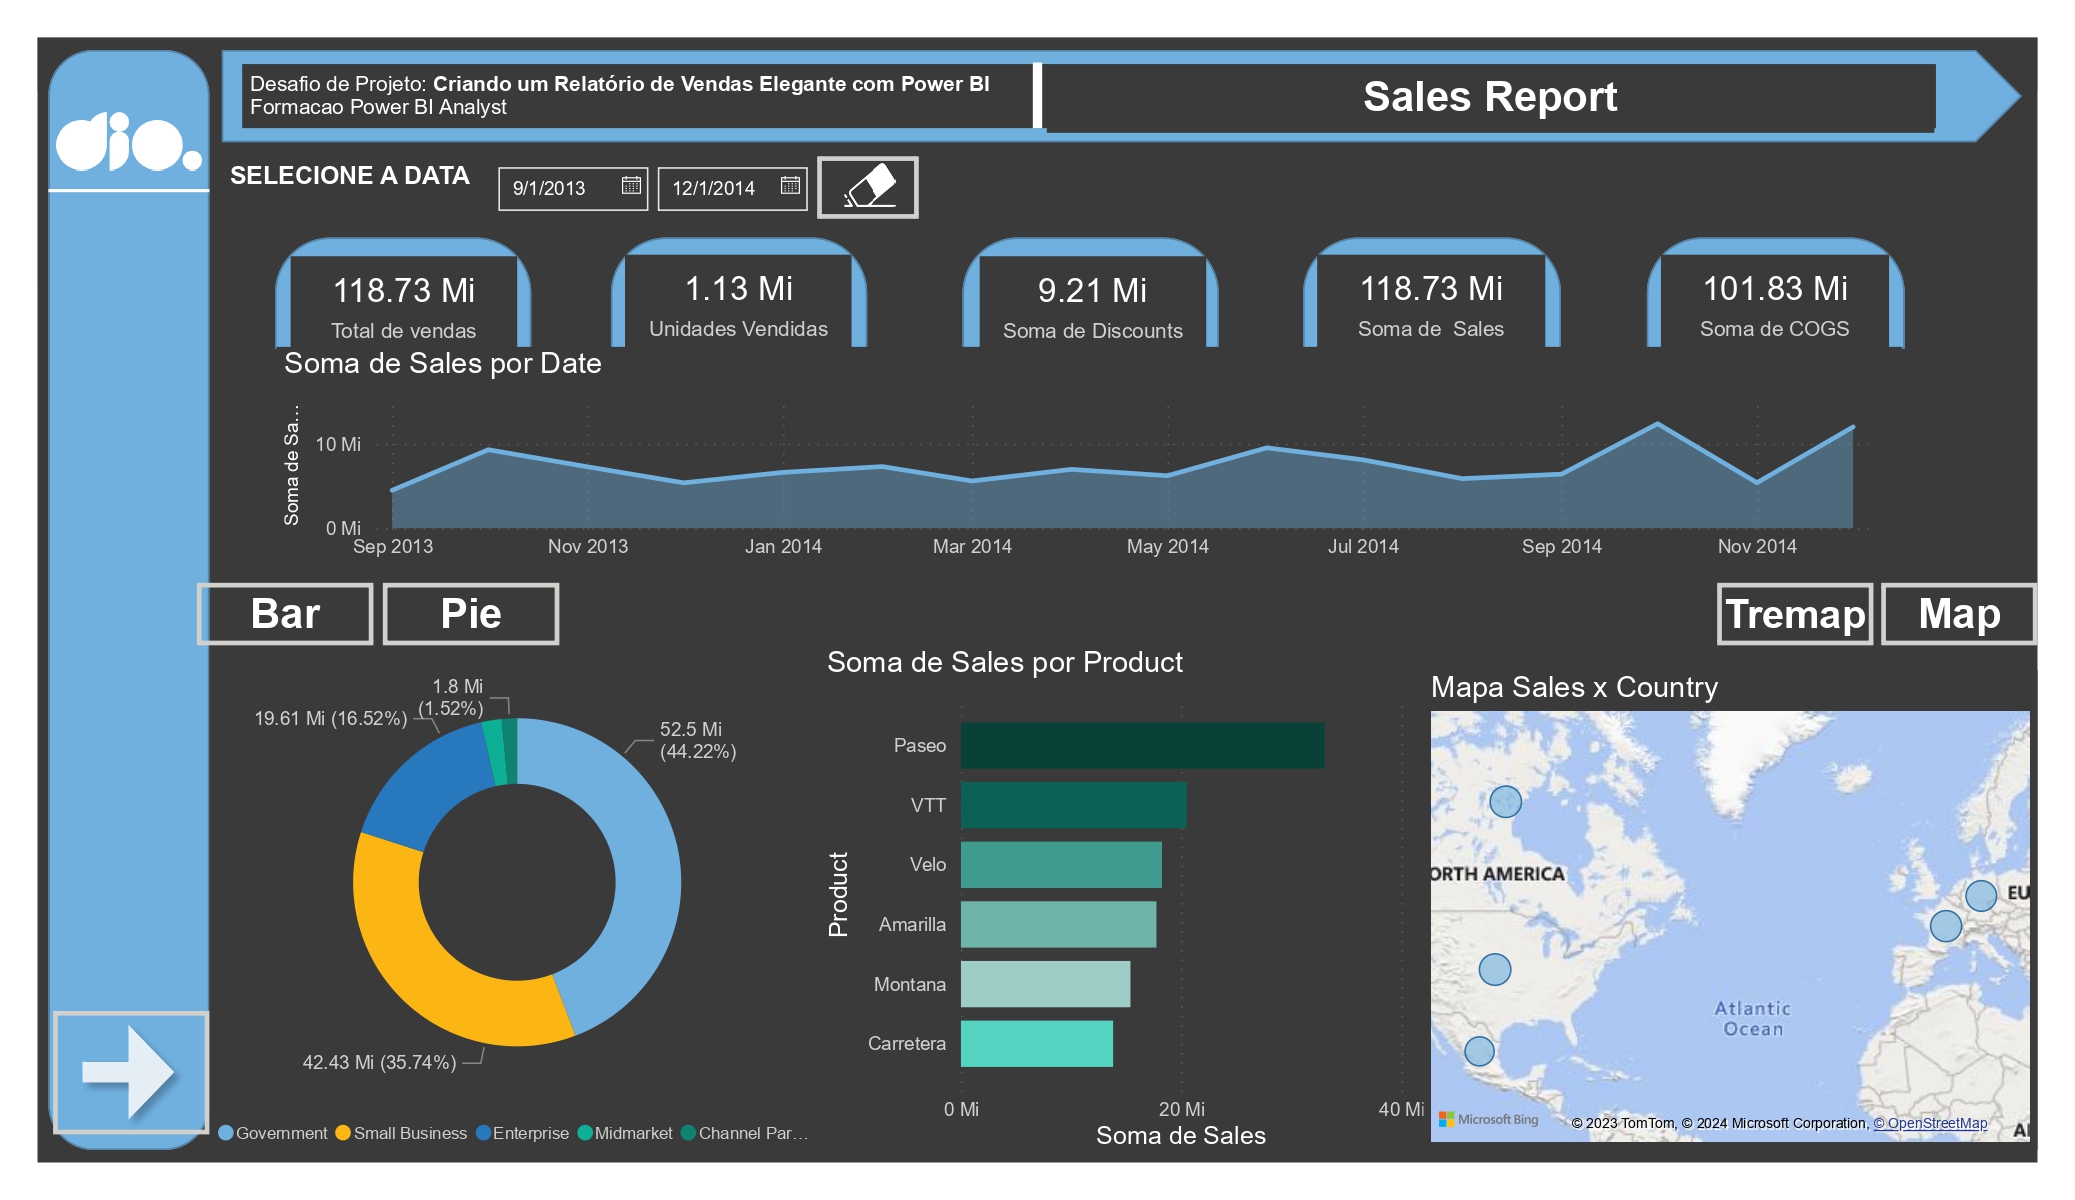 dio.
Desafio de Projeto: Criando um Relatório de Vendas Elegante com Power BI
Formacao Power BI Analyst
Sales Report
SELECIONE A DATA
9/1/2013
12/1/2014
118.73 Mi
Total de vendas
1.13 Mi
Unidades Vendidas
9.21 Mi
Soma de Discounts
118.73 Mi
Soma de  Sales
101.83 Mi
Soma de COGS
Soma de Sales por Date
Soma de Sa...
10 Mi
0 Mi
Sep 2013
Nov 2013
Jan 2014
Mar 2014
May 2014
Jul 2014
Sep 2014
Nov 2014
Bar
Pie
Tremap
Map
1.8 Mi
(1.52%)
19.61 Mi (16.52%)
52.5 Mi
(44.22%)
42.43 Mi (35.74%)
Government
Small Business
Enterprise
Midmarket
Channel Par...
Soma de Sales por Product
Product
Paseo
VTT
Velo
Amarilla
Montana
Carretera
0 Mi
20 Mi
40 Mi
Soma de Sales
Mapa Sales x Country
ORTH AMERICA
EU
Atlantic
Ocean
Microsoft Bing
© 2023 TomTom, © 2024 Microsoft Corporation, © OpenStreetMap